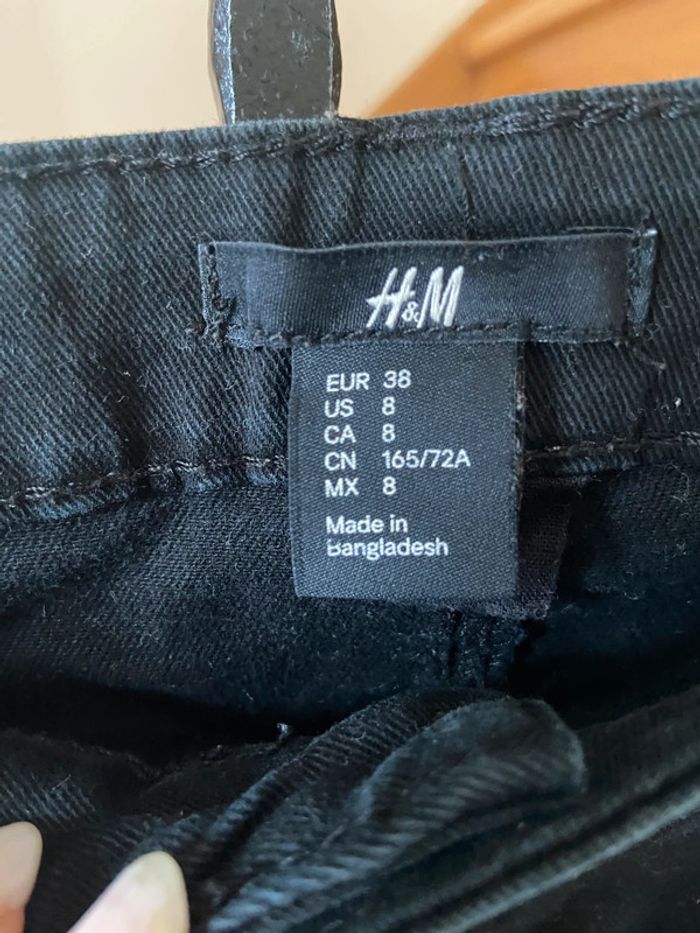 H&M
EUR 38
US 8
CA 8
CN 165/72A
MX 8
Made in
Bangladesh